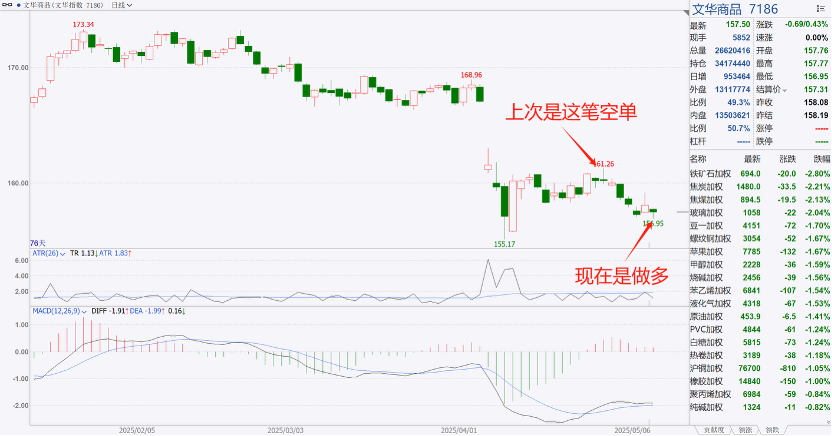 文华商品(文华指数 7186) 日线
文华商品 7186
173.34
170.00
168.96
上次是这笔空单
161.26
160.00
156.95
155.17
现在是做多
76天
ATR(26) TR 1.13↓ ATR 1.83↑
6.00
4.00
2.00
MACD(12,26,9) DIFF -1.91↑ DEA -1.99↑ 0.16↓
1.00
0.00
-1.00
-2.00
2025/02/05 2025/03/03 2025/04/01 2025/05/06
最新 157.50 涨跌 -0.69/0.43%
现手 5852 速涨 0.00%
总量 26620416 开盘 157.76
持仓 34174440 最高 157.77
日增 953464 最低 156.95
外盘 13117774 结算价 157.31
比例 49.3% 昨收 158.08
内盘 13503621 昨结 158.19
比例 50.7% 涨停 -----
杠杆 ----- 跌停 -----
名称 最新 涨跌 涨跌幅
铁矿石加权 694.0 -20.0 -2.80%
焦炭加权 1480.0 -33.5 -2.21%
焦煤加权 894.5 -19.5 -2.13%
玻璃加权 1058 -22 -2.04%
豆一加权 4151 -72 -1.70%
螺纹钢加权 3054 -52 -1.67%
苹果加权 7785 -132 -1.67%
甲醇加权 2228 -36 -1.59%
烧碱加权 2456 -39 -1.56%
苯乙烯加权 6841 -107 -1.54%
液化气加权 4318 -67 -1.53%
原油加权 453.9 -6.5 -1.41%
PVC加权 4844 -61 -1.24%
白糖加权 5815 -73 -1.24%
热卷加权 3189 -38 -1.18%
沪铜加权 76700 -810 -1.05%
橡胶加权 14840 -150 -1.00%
聚丙烯加权 6984 -59 -0.84%
纯碱加权 1324 -11 -0.82%
贡献度 领涨 领跌